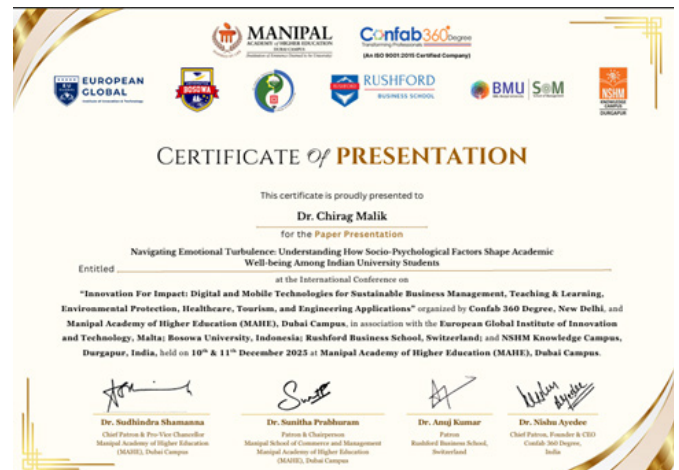 MANIPAL
ACADEMY of HIGHER EDUCATION
DUBAI CAMPUS
Confab360Degree
Transforming Professionals
(An ISO 9001:2015 Certified Company)
EUROPEAN
GLOBAL
Institute of Innovation & Technology
BOSOWA
RUSHFORD
BUSINESS SCHOOL
BMU SoM
NSHM
KNOWLEDGE
CAMPUS
DURGAPUR
CERTIFICATE Of PRESENTATION
This certificate is proudly presented to
Dr. Chirag Malik
for the Paper Presentation
Navigating Emotional Turbulence: Understanding How Socio-Psychological Factors Shape Academic
Well-being Among Indian University Students
Entitled
at the International Conference on
"Innovation For Impact: Digital and Mobile Technologies for Sustainable Business Management, Teaching & Learning,
Environmental Protection, Healthcare, Tourism, and Engineering Applications" organized by Confab 360 Degree, New Delhi, and
Manipal Academy of Higher Education (MAHE), Dubai Campus, in association with the European Global Institute of Innovation
and Technology, Malta; Bosowa University, Indonesia; Rushford Business School, Switzerland; and NSHM Knowledge Campus,
Durgapur, India, held on 10th & 11th December 2025 at Manipal Academy of Higher Education (MAHE), Dubai Campus.
Dr. Sudhindra Shamanna
Chief Patron & Pro-Vice Chancellor
Manipal Academy of Higher Education
(MAHE), Dubai Campus
Dr. Sunitha Prabhuram
Patron & Chairperson
Manipal School of Commerce and Management
Manipal Academy of Higher Education
(MAHE), Dubai Campus
Dr. Anuj Kumar
Patron
Rushford Business School,
Switzerland
Dr. Nishu Ayedee
Chief Patron, Founder & CEO
Confab 360 Degree,
India